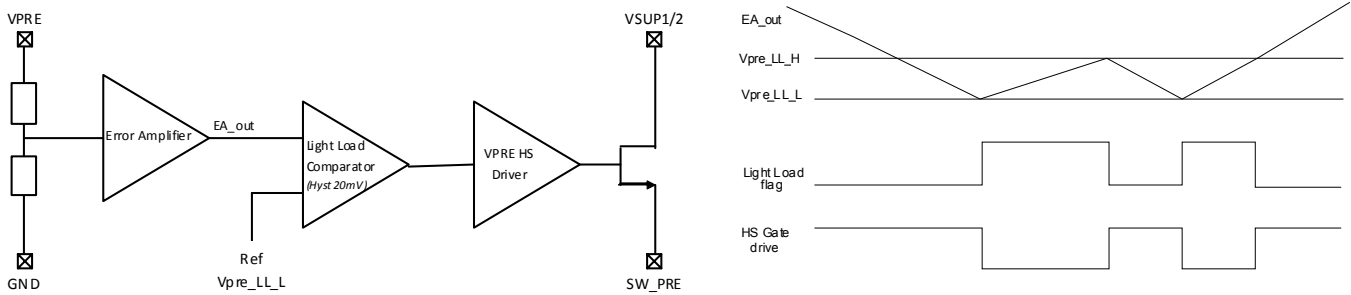 VPRE
VSUP1/2
Error Amplifier
EA_out
Light Load
Comparator
(Hyst 20mV)
VPRE HS
Driver
Ref
Vpre_LL_L
GND
SW_PRE
EA_out
Vpre_LL_H
Vpre_LL_L
Light Load
flag
HS Gate
drive